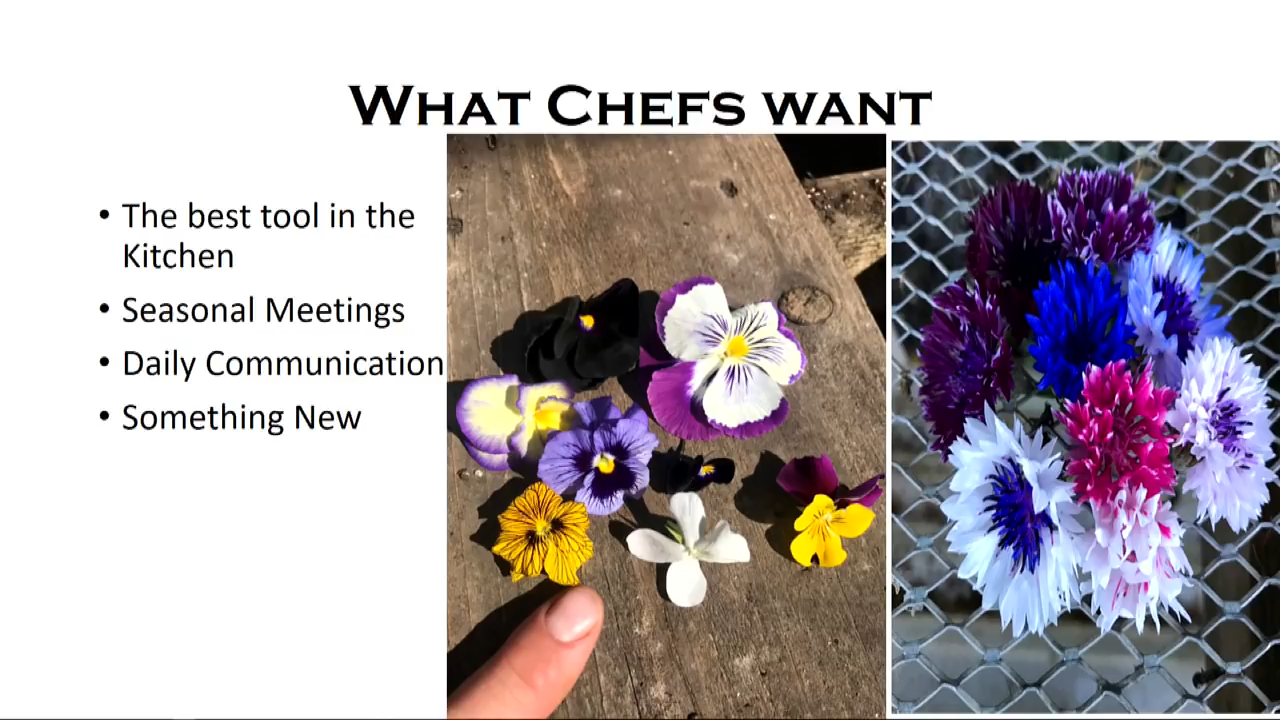 What Chefs want
• The best tool in the
Kitchen
• Seasonal Meetings
• Daily Communication
• Something New